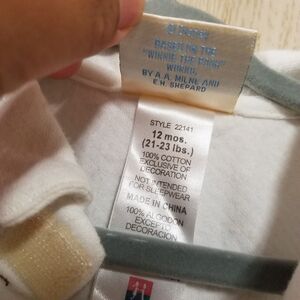 © Disney
BASED ON THE
"WINNIE THE POOH"
WORKS,
BY A.A. MILNE AND
E.H. SHEPARD
STYLE 22141
12 mos.
(21-23 lbs.)
100% COTTON
EXCLUSIVE OF
DECORATION
NOT INTENDED
FOR SLEEPWEAR
MADE IN CHINA
100% ALGODON
EXCEPTO
DECORACION